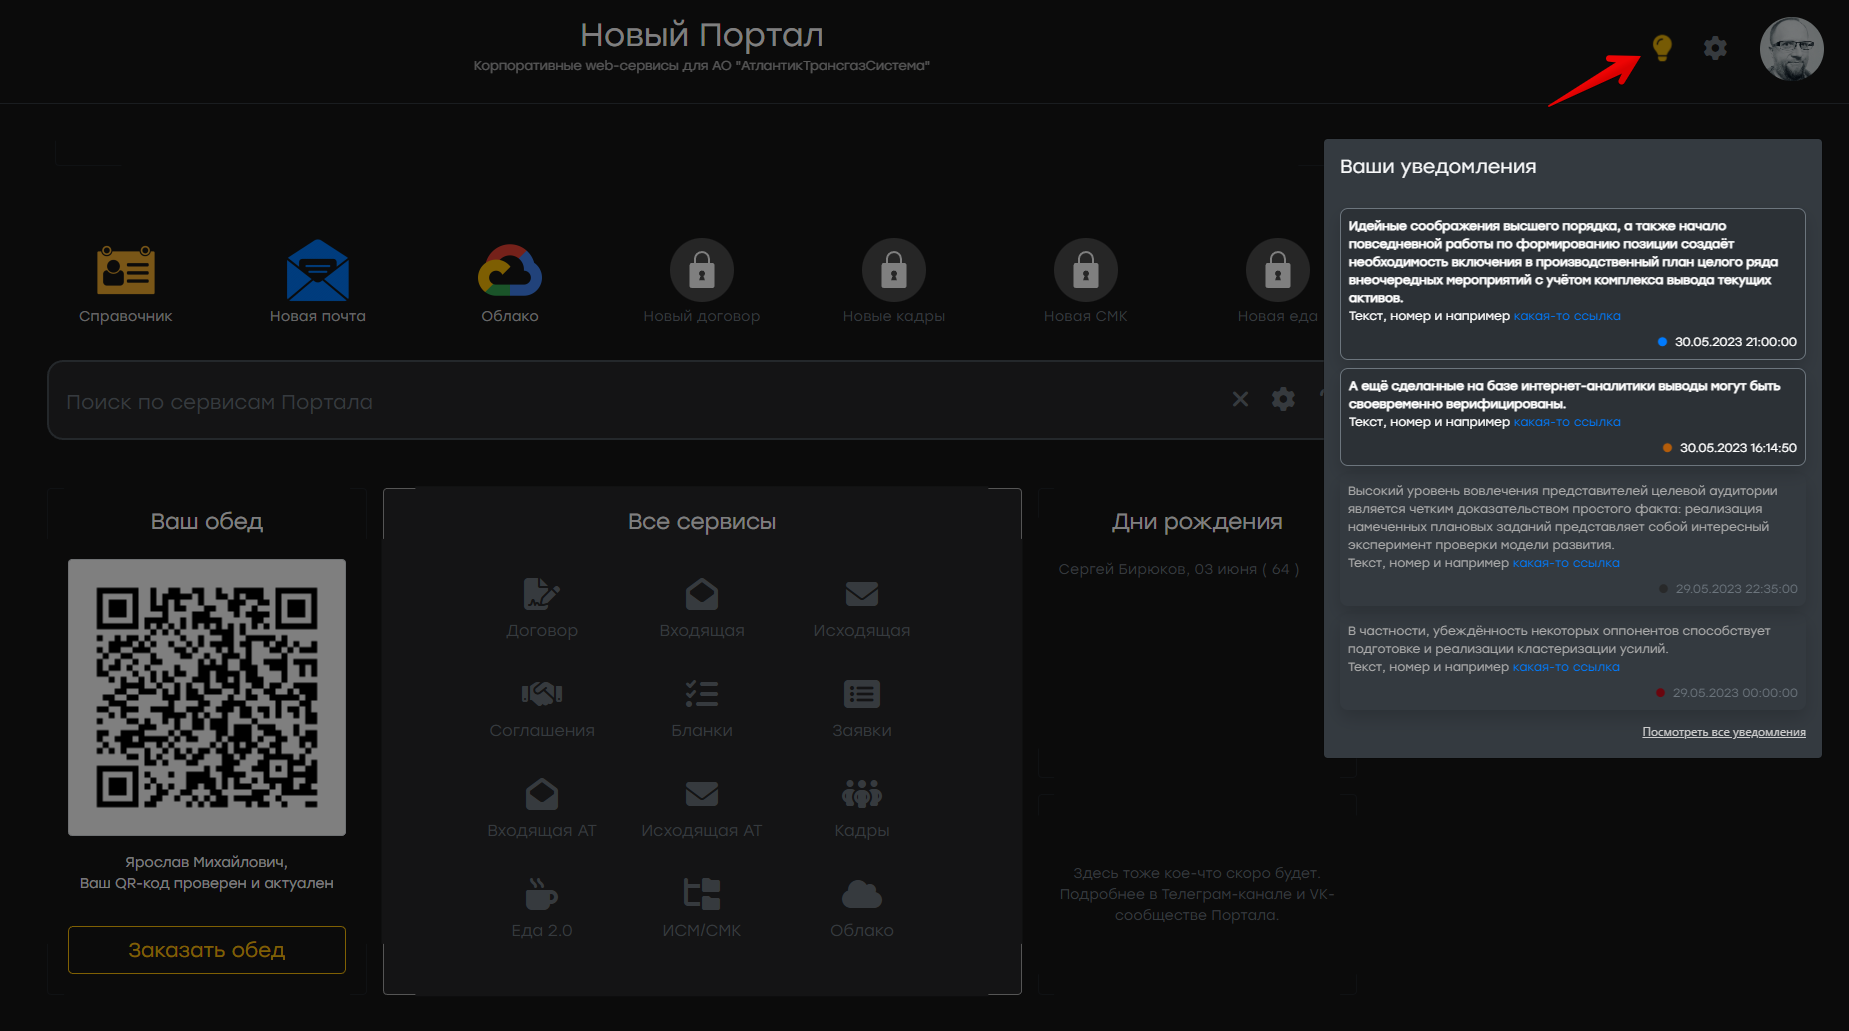 Новый Портал
Корпоративные web-сервисы для АО "АтлантикТрансгазСистема"
Справочник
Новая почта
Облако
Новый договор
Новые кадры
Новая СМК
Новая еда
Поиск по сервисам Портала
Ваш обед
Ярослав Михайлович,
Ваш QR-код проверен и актуален
Заказать обед
Все сервисы
Договор
Входящая
Исходящая
Соглашения
Бланки
Заявки
Входящая АТ
Исходящая АТ
Кадры
Еда 2.0
ИСМ/СМК
Облако
Дни рождения
Сергей Бирюков, 03 июня ( 64 )
Здесь тоже кое-что скоро будет.
Подробнее в Телеграм-канале и VK-
сообществе Портала.
Ваши уведомления
Идейные соображения высшего порядка, а также начало
повседневной работы по формированию позиции создаёт
необходимость включения в производственный план целого ряда
внеочередных мероприятий с учётом комплекса вывода текущих
активов.
Текст, номер и например какая-то ссылка
30.05.2023 21:00:00
А ещё сделанные на базе интернет-аналитики выводы могут быть
своевременно верифицированы.
Текст, номер и например какая-то ссылка
30.05.2023 16:14:50
Высокий уровень вовлечения представителей целевой аудитории
является четким доказательством простого факта: реализация
намеченных плановых заданий представляет собой интересный
эксперимент проверки модели развития.
Текст, номер и например какая-то ссылка
29.05.2023 22:35:00
В частности, убеждённость некоторых оппонентов способствует
подготовке и реализации кластеризации усилий.
Текст, номер и например какая-то ссылка
29.05.2023 00:00:00
Посмотреть все уведомления